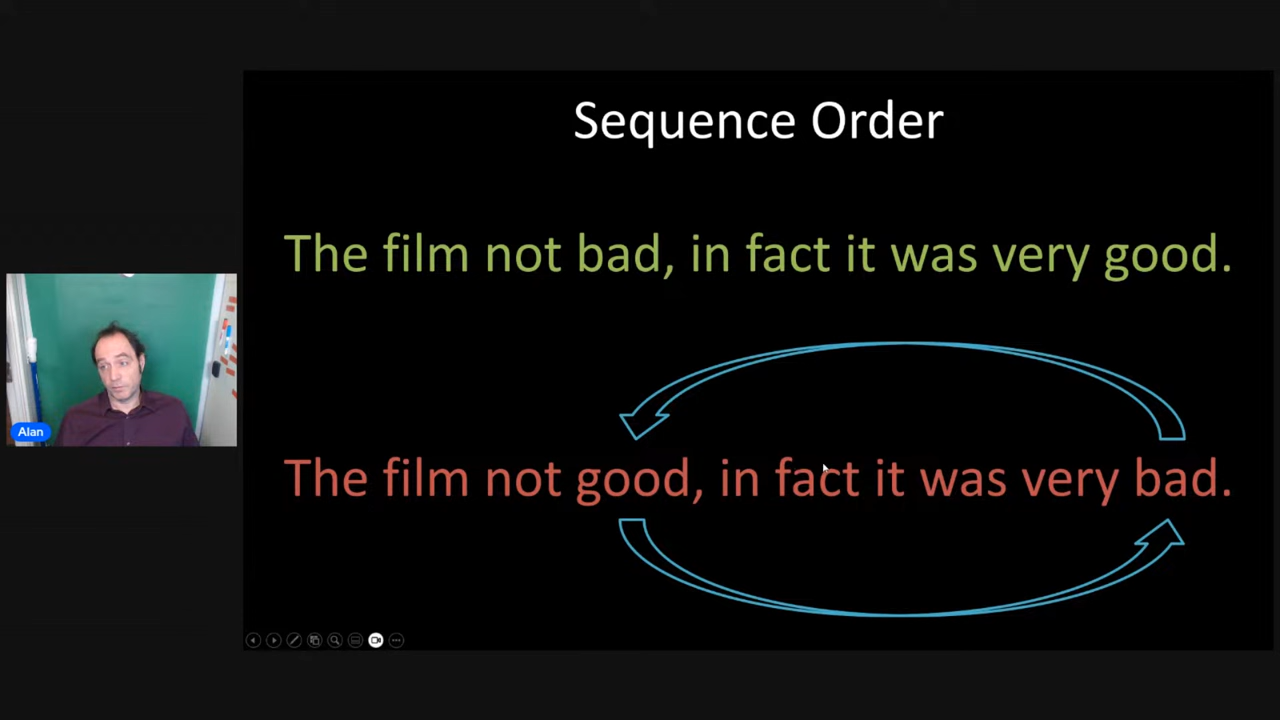 Sequence Order
The film not bad, in fact it was very good.
The film not good, in fact it was very bad.
Alan